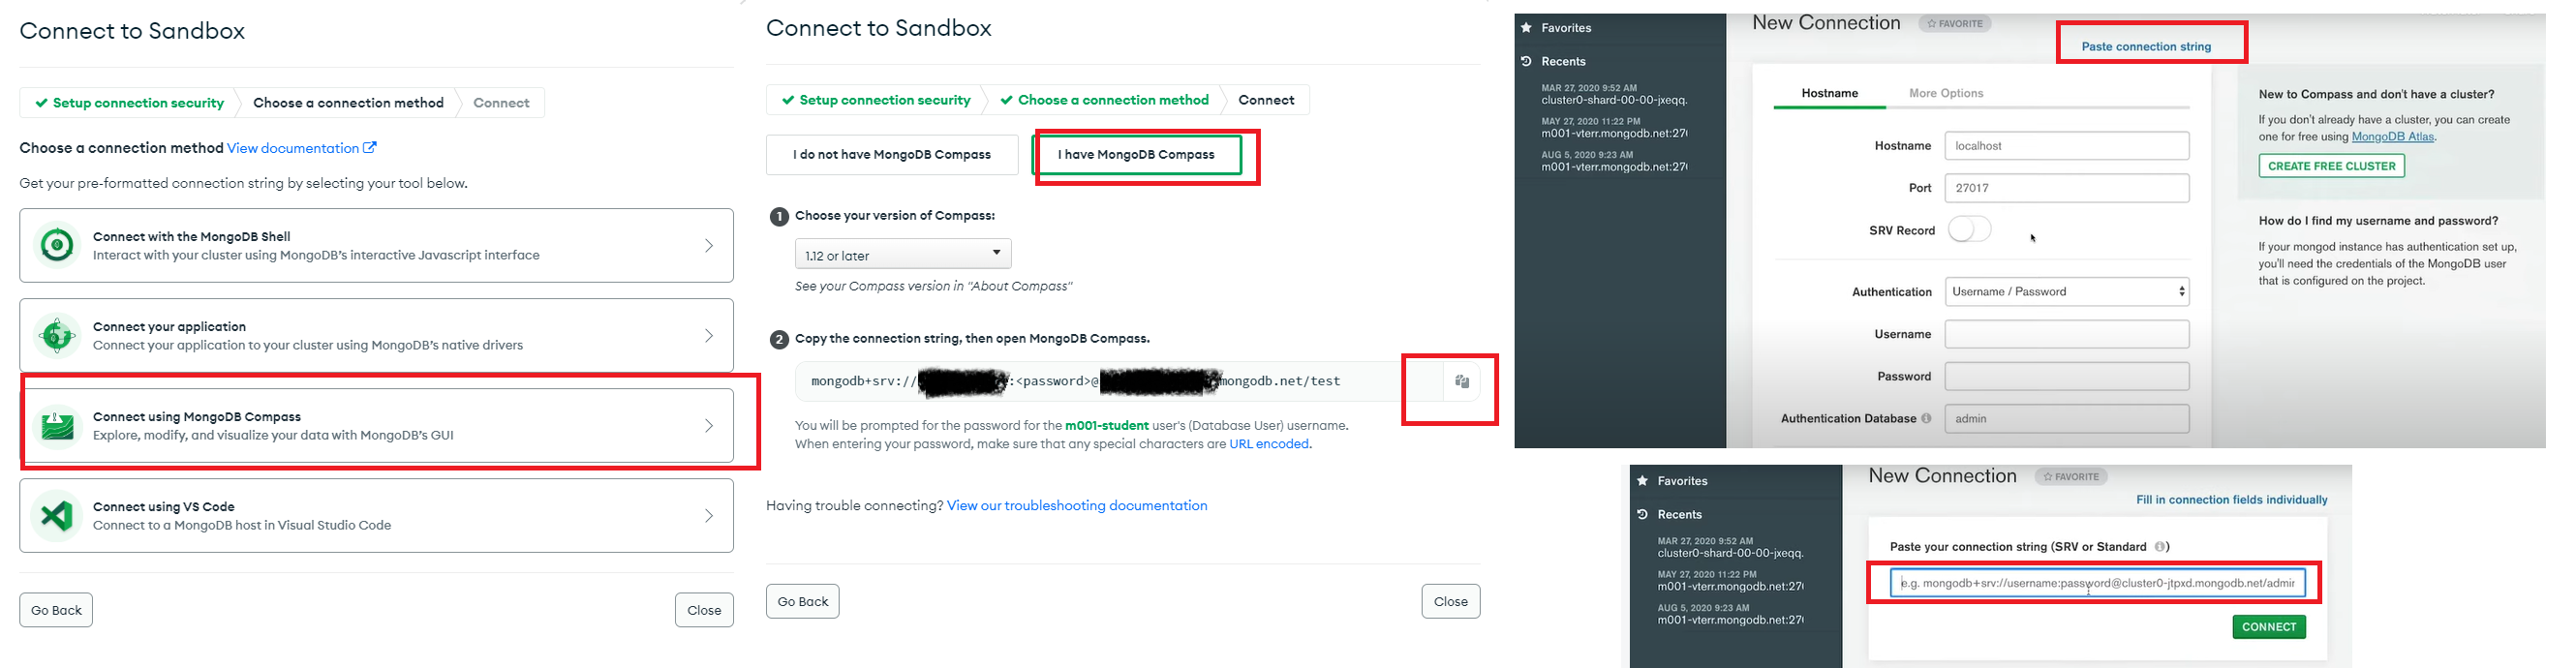 Connect to Sandbox
Setup connection security
Choose a connection method
Connect
Choose a connection method View documentation
Get your pre-formatted connection string by selecting your tool below.
Connect with the MongoDB Shell
Interact with your cluster using MongoDB's interactive Javascript interface
Connect your application
Connect your application to your cluster using MongoDB's native drivers
Connect using MongoDB Compass
Explore, modify, and visualize your data with MongoDB's GUI
Connect using VS Code
Connect to a MongoDB host in Visual Studio Code
Go Back
Close
Connect to Sandbox
Setup connection security
Choose a connection method
Connect
I do not have MongoDB Compass
I have MongoDB Compass
1 Choose your version of Compass:
1.12 or later
See your Compass version in "About Compass"
2 Copy the connection string, then open MongoDB Compass.
mongodb+srv:// :<password>@ mongodb.net/test
You will be prompted for the password for the m001-student user's (Database User) username.
When entering your password, make sure that any special characters are URL encoded.
Having trouble connecting? View our troubleshooting documentation
Go Back
Close
Favorites
Recents
MAR 27, 2020 9:52 AM
cluster0-shard-00-00-jxeqq.
MAY 27, 2020 11:22 PM
m001-vterr.mongodb.net:27(
AUG 5, 2020 9:23 AM
m001-vterr.mongodb.net:27(
New Connection
FAVORITE
Paste connection string
Hostname
More Options
Hostname
localhost
Port
27017
SRV Record
Authentication
Username / Password
Username
Password
Authentication Database
admin
New to Compass and don't have a cluster?
If you don't already have a cluster, you can create
one for free using MongoDB Atlas.
CREATE FREE CLUSTER
How do I find my username and password?
If your mongod instance has authentication set up,
you'll need the credentials of the MongoDB user
that is configured on the project.
Favorites
Recents
MAR 27, 2020 9:52 AM
cluster0-shard-00-00-jxeqq.
MAY 27, 2020 11:22 PM
m001-vterr.mongodb.net:27(
AUG 5, 2020 9:23 AM
m001-vterr.mongodb.net:27(
New Connection
FAVORITE
Fill in connection fields individually
Paste your connection string (SRV or Standard )
e.g. mongodb+srv://username:password@cluster0-jtpxd.mongodb.net/admin
CONNECT